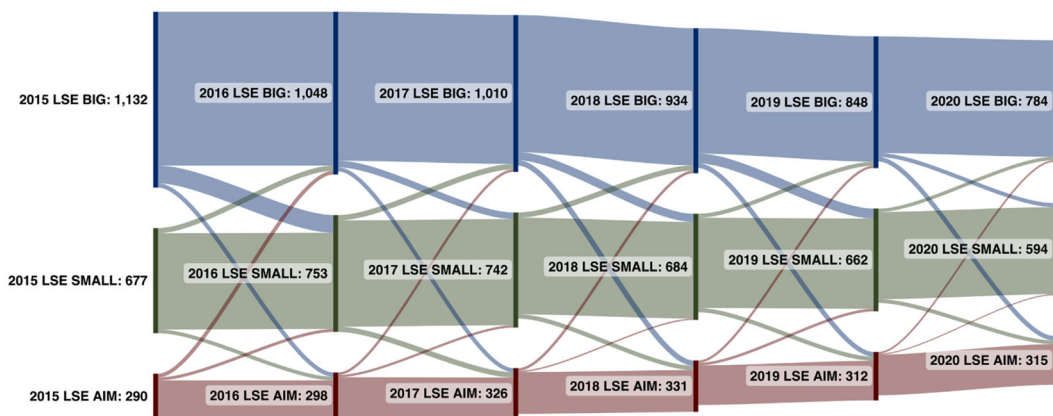 2015 LSE BIG: 1,132
2016 LSE BIG: 1,048
2017 LSE BIG: 1,010
2018 LSE BIG: 934
2019 LSE BIG: 848
2020 LSE BIG: 784
2015 LSE SMALL: 677
2016 LSE SMALL: 753
2017 LSE SMALL: 742
2018 LSE SMALL: 684
2019 LSE SMALL: 662
2020 LSE SMALL: 594
2015 LSE AIM: 290
2016 LSE AIM: 298
2017 LSE AIM: 326
2018 LSE AIM: 331
2019 LSE AIM: 312
2020 LSE AIM: 315